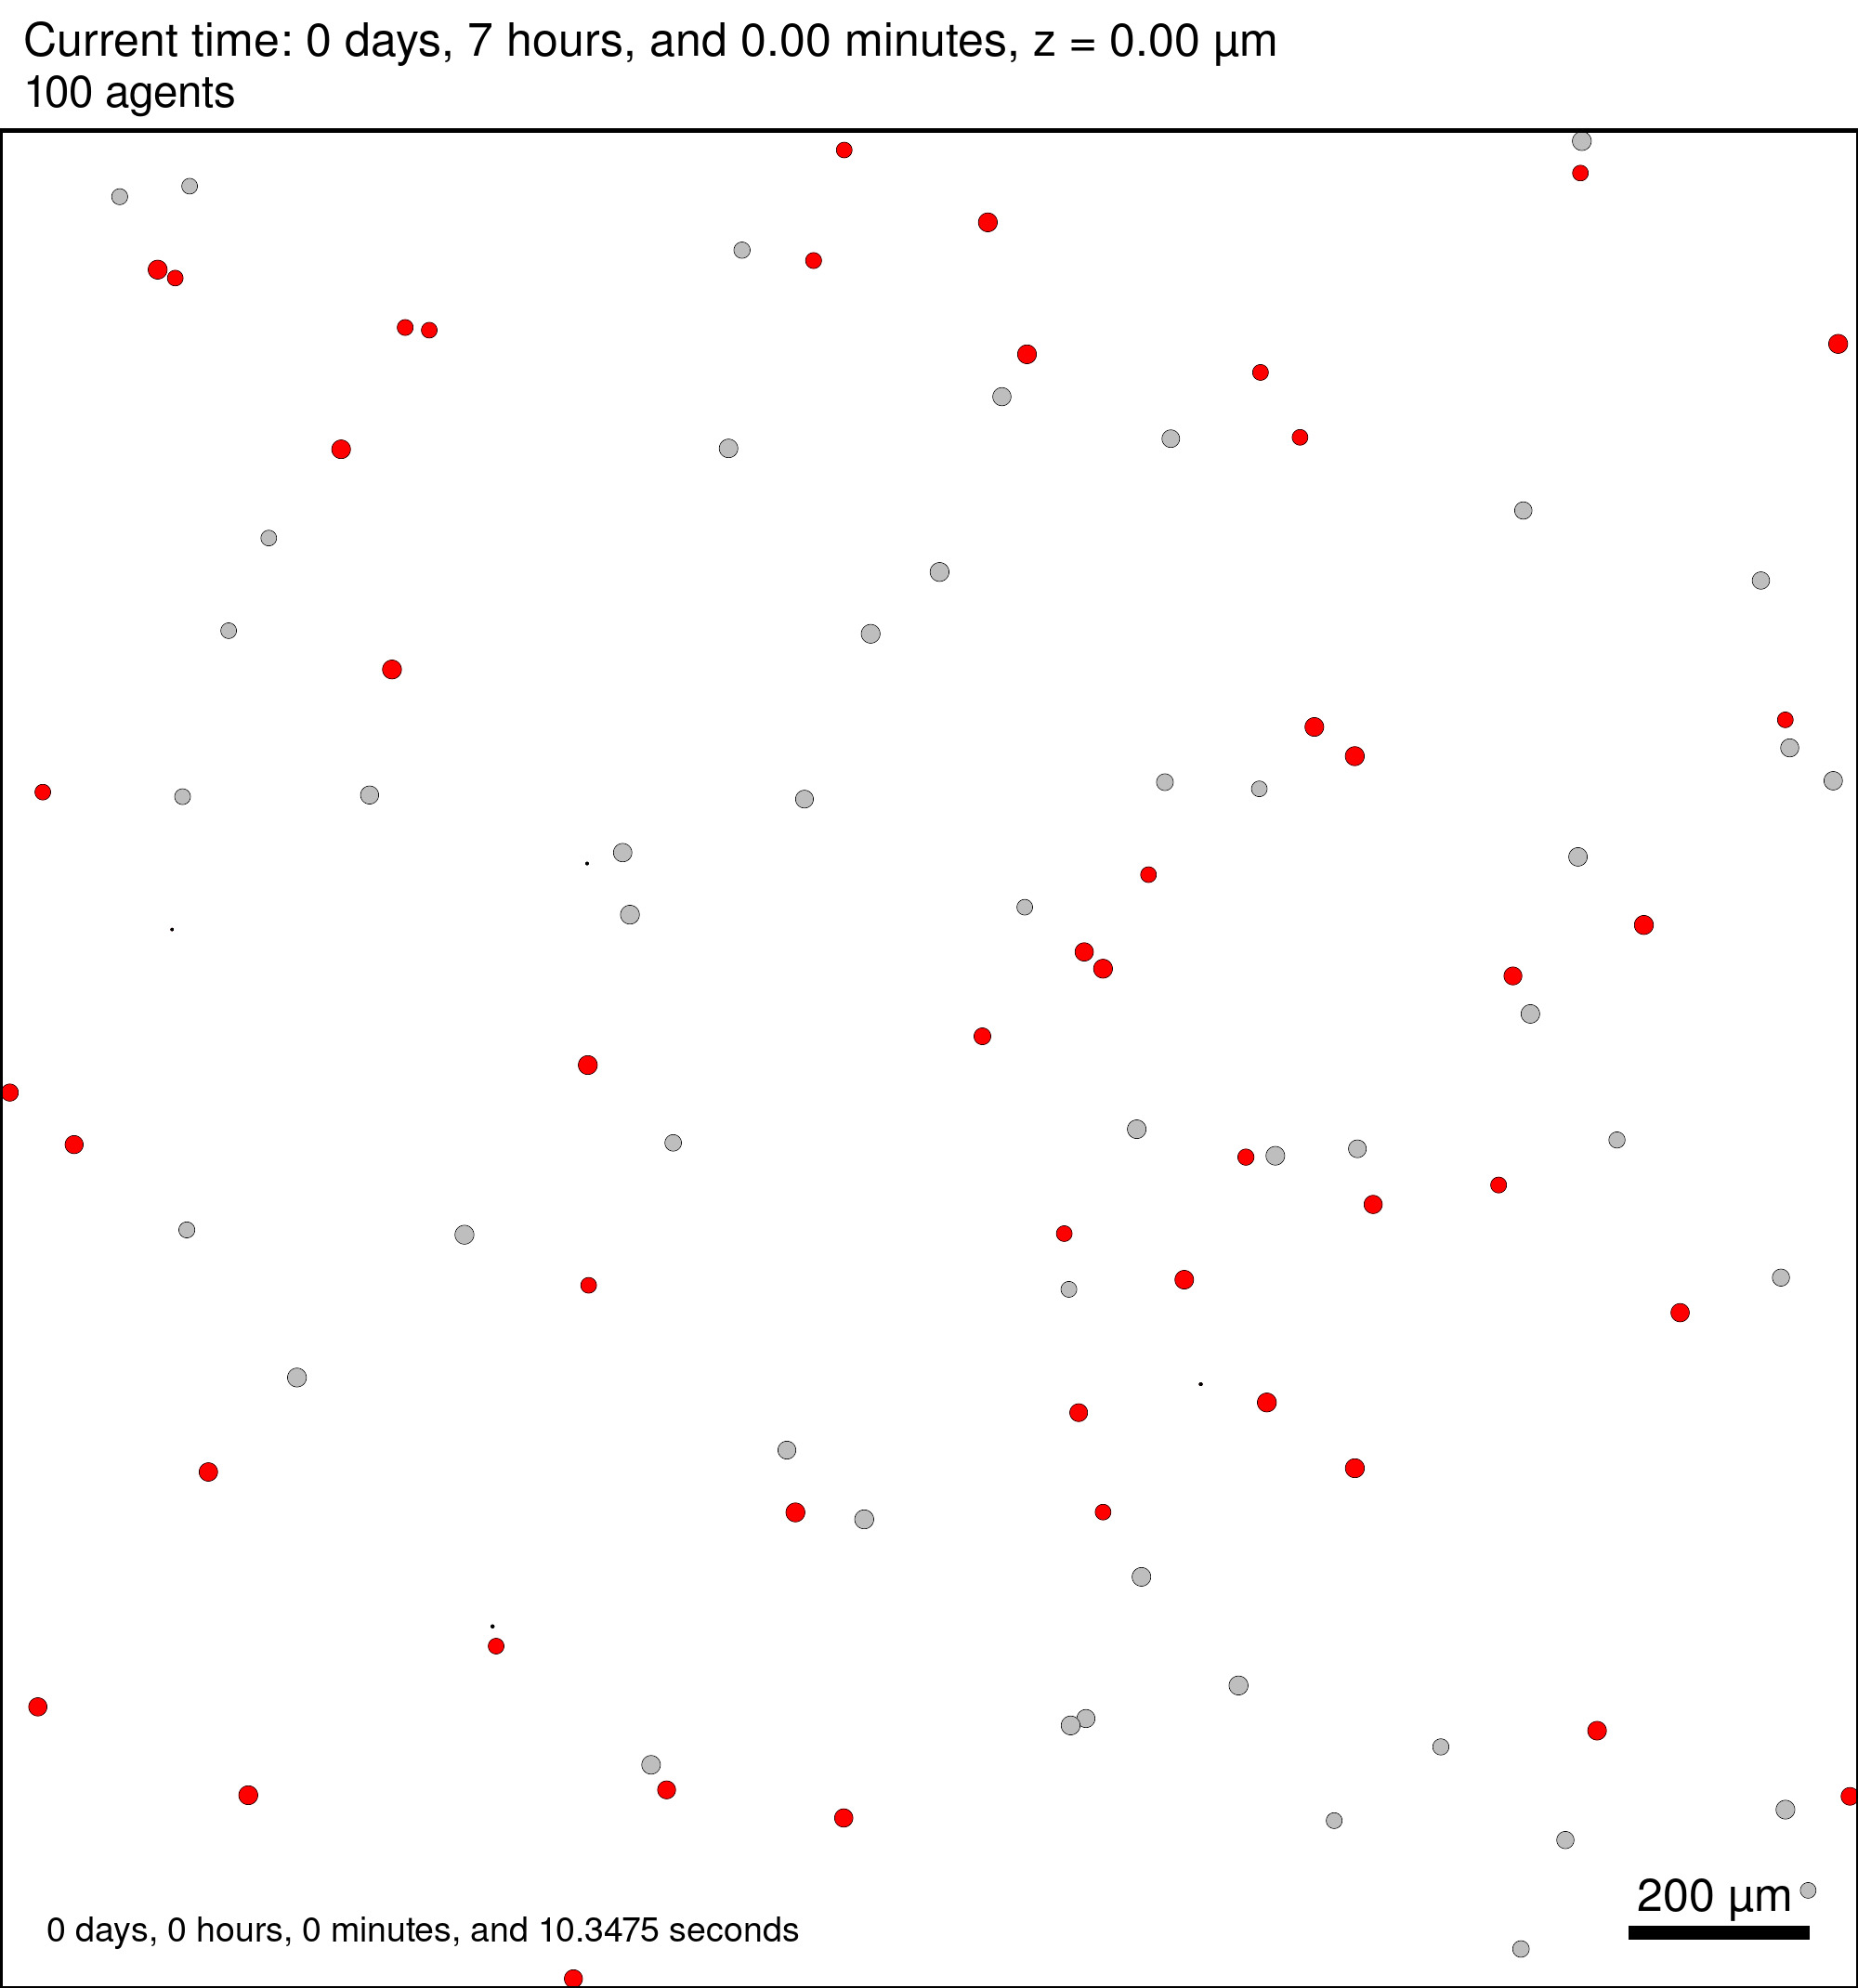 Current time: 0 days, 7 hours, and 0.00 minutes, z = 0.00 µm
100 agents
200 µm
0 days, 0 hours, 0 minutes, and 10.3475 seconds